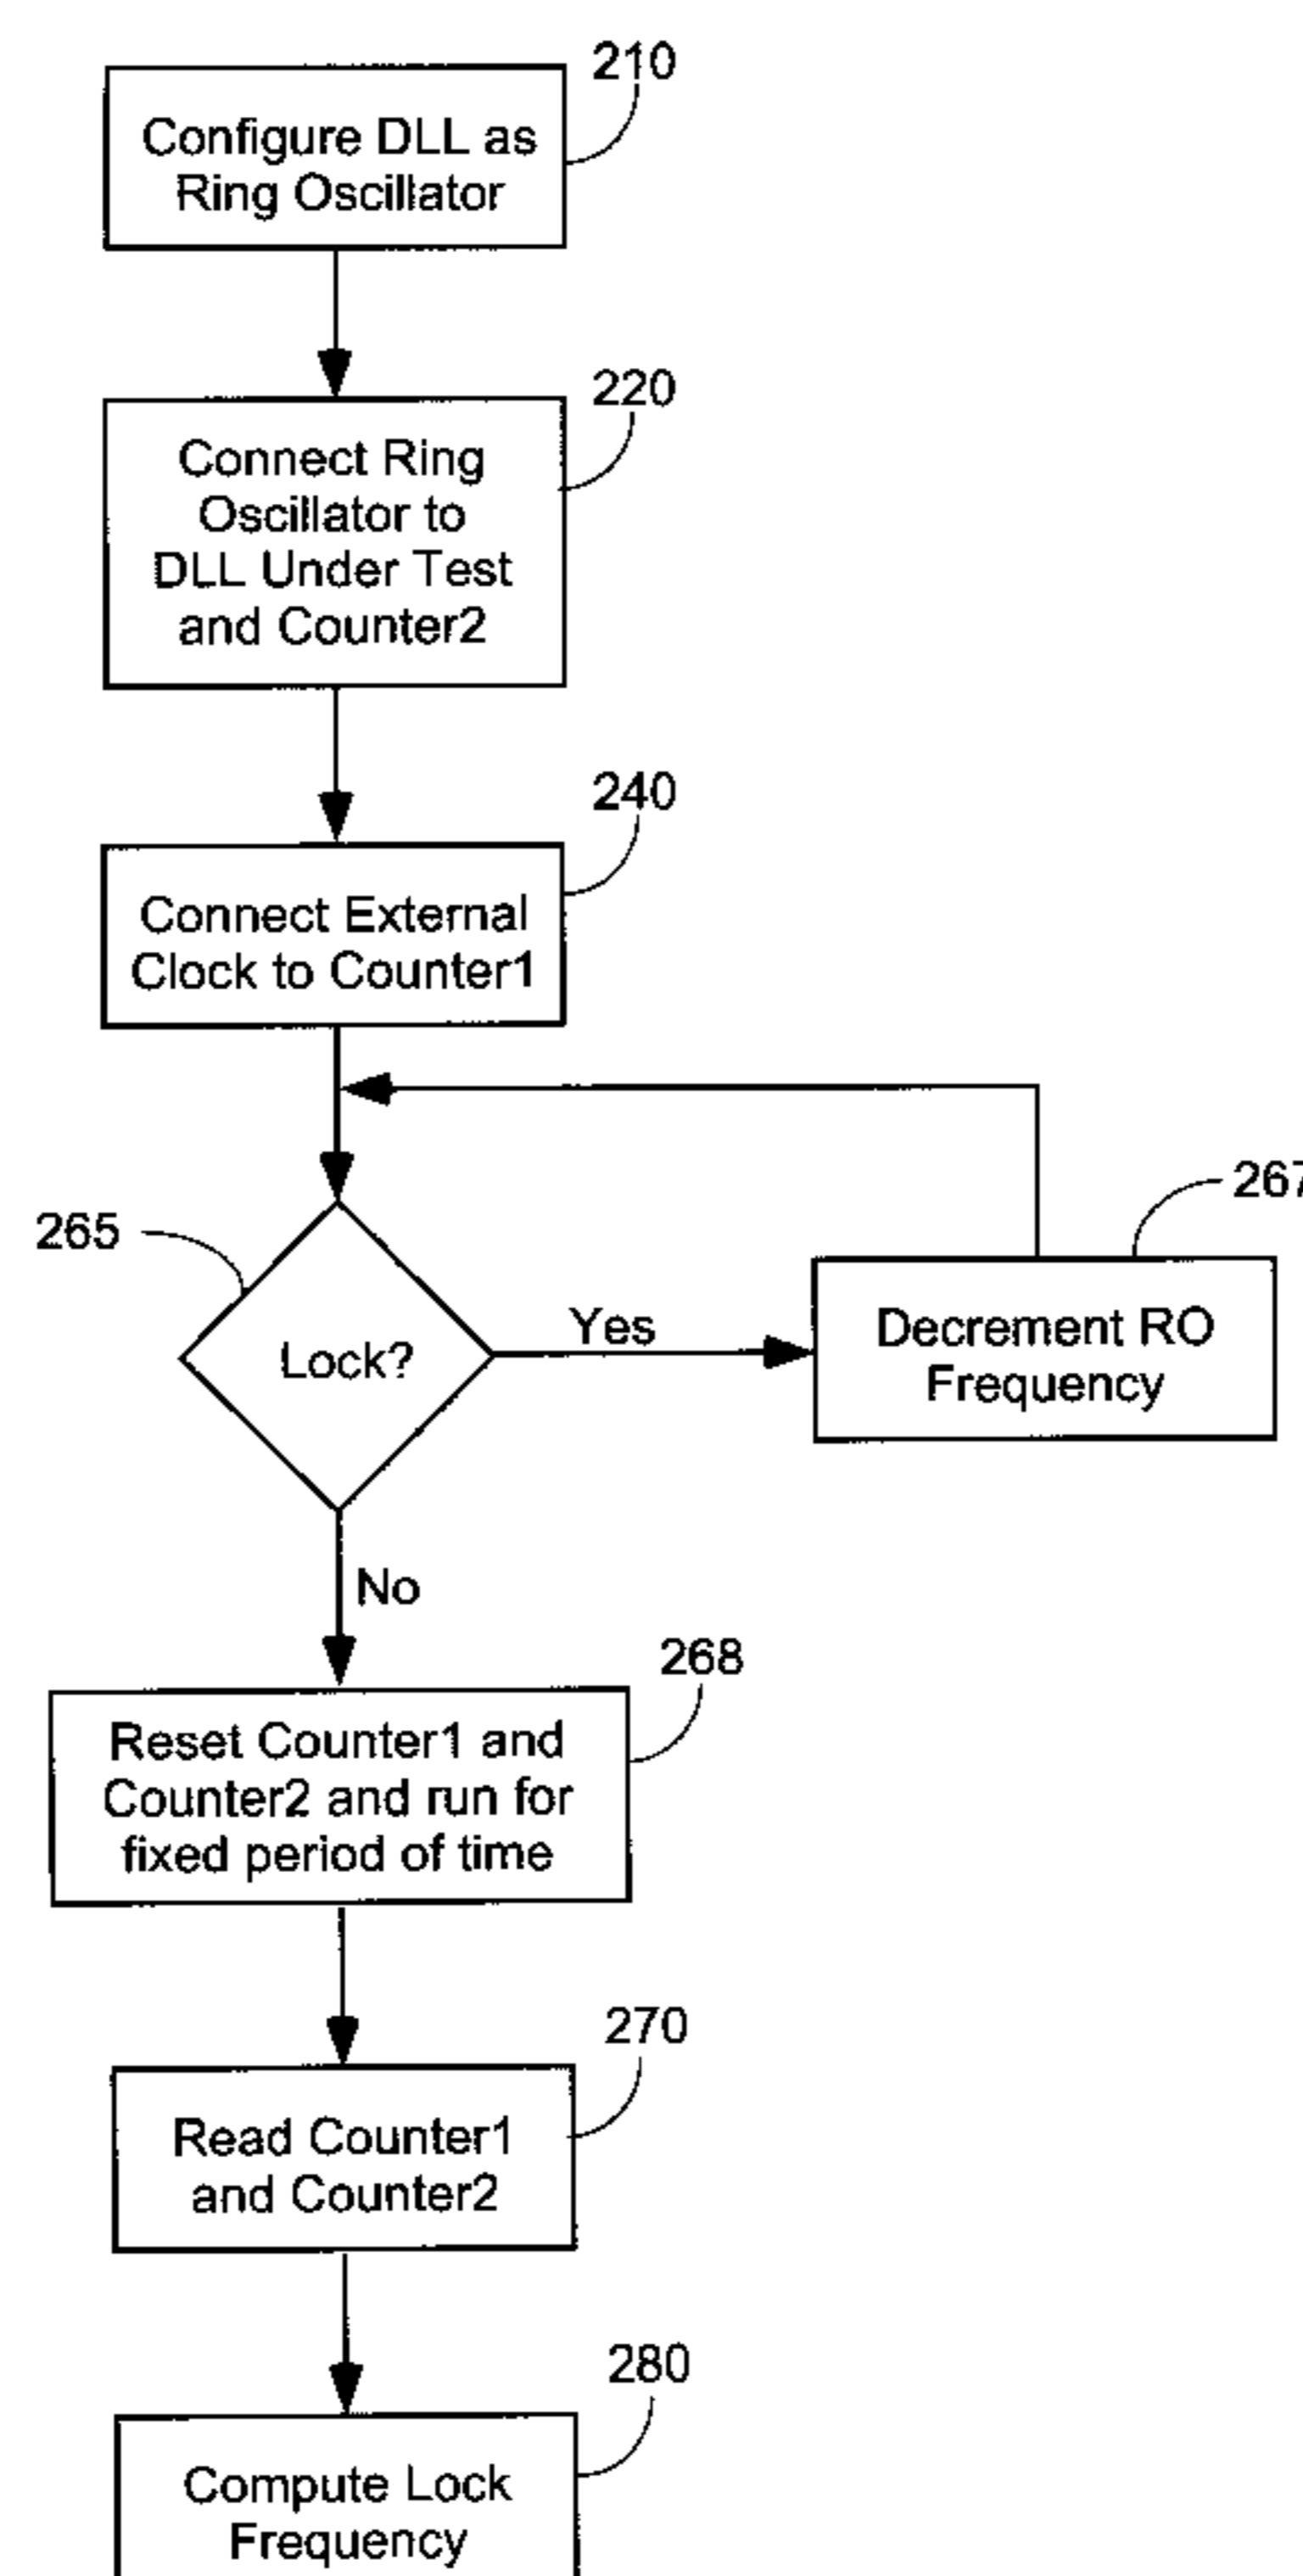 210
Configure DLL as
Ring Oscillator
220
Connect Ring
Oscillator to
DLL Under Test
and Counter2
240
Connect External
Clock to Counter1
267
265
Lock?
Yes
Decrement RO
Frequency
No
268
Reset Counter1 and
Counter2 and run for
fixed period of time
270
Read Counter1
and Counter2
280
Compute Lock
Frequency